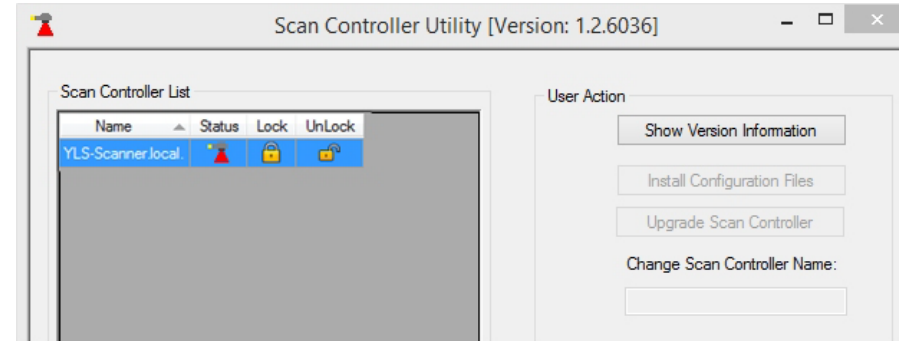 Scan Controller Utility [Version: 1.2.6036]
Scan Controller List
Name Status Lock UnLock
YLS-Scanner.local.
User Action
Show Version Information
Install Configuration Files
Upgrade Scan Controller
Change Scan Controller Name: